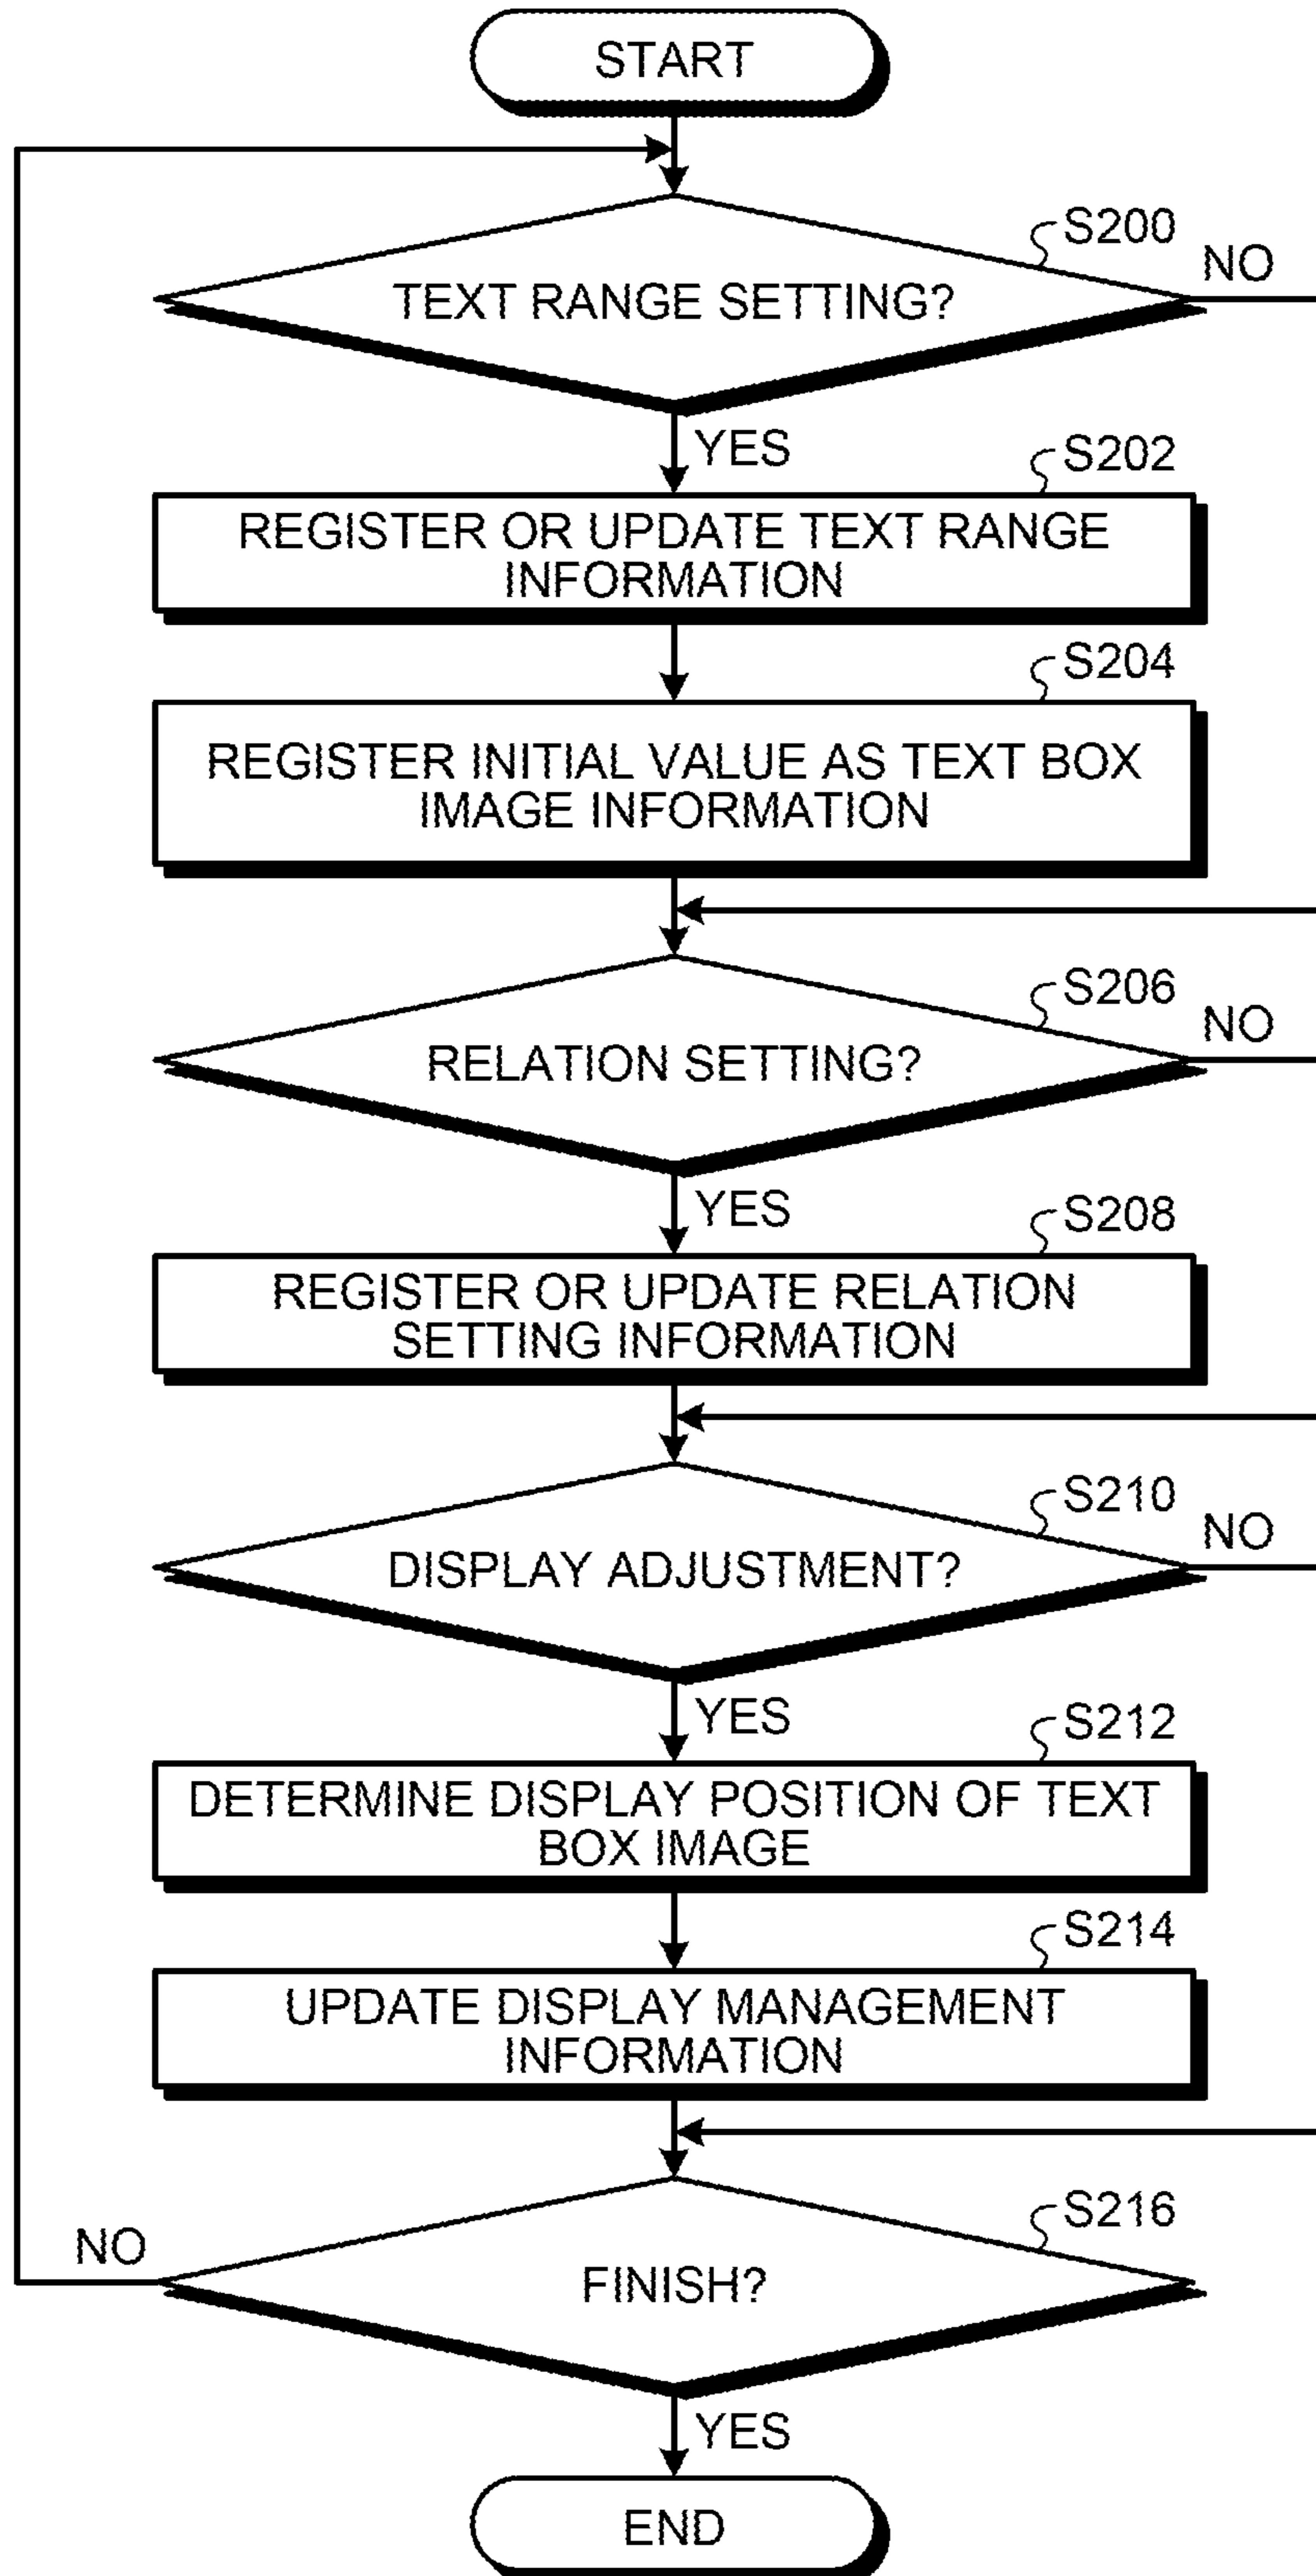 START
S200
NO
TEXT RANGE SETTING?
YES
S202
REGISTER OR UPDATE TEXT RANGE
INFORMATION
S204
REGISTER INITIAL VALUE AS TEXT BOX
IMAGE INFORMATION
S206
NO
RELATION SETTING?
YES
S208
REGISTER OR UPDATE RELATION
SETTING INFORMATION
S210
NO
DISPLAY ADJUSTMENT?
YES
S212
DETERMINE DISPLAY POSITION OF TEXT
BOX IMAGE
S214
UPDATE DISPLAY MANAGEMENT
INFORMATION
S216
NO
FINISH?
YES
END